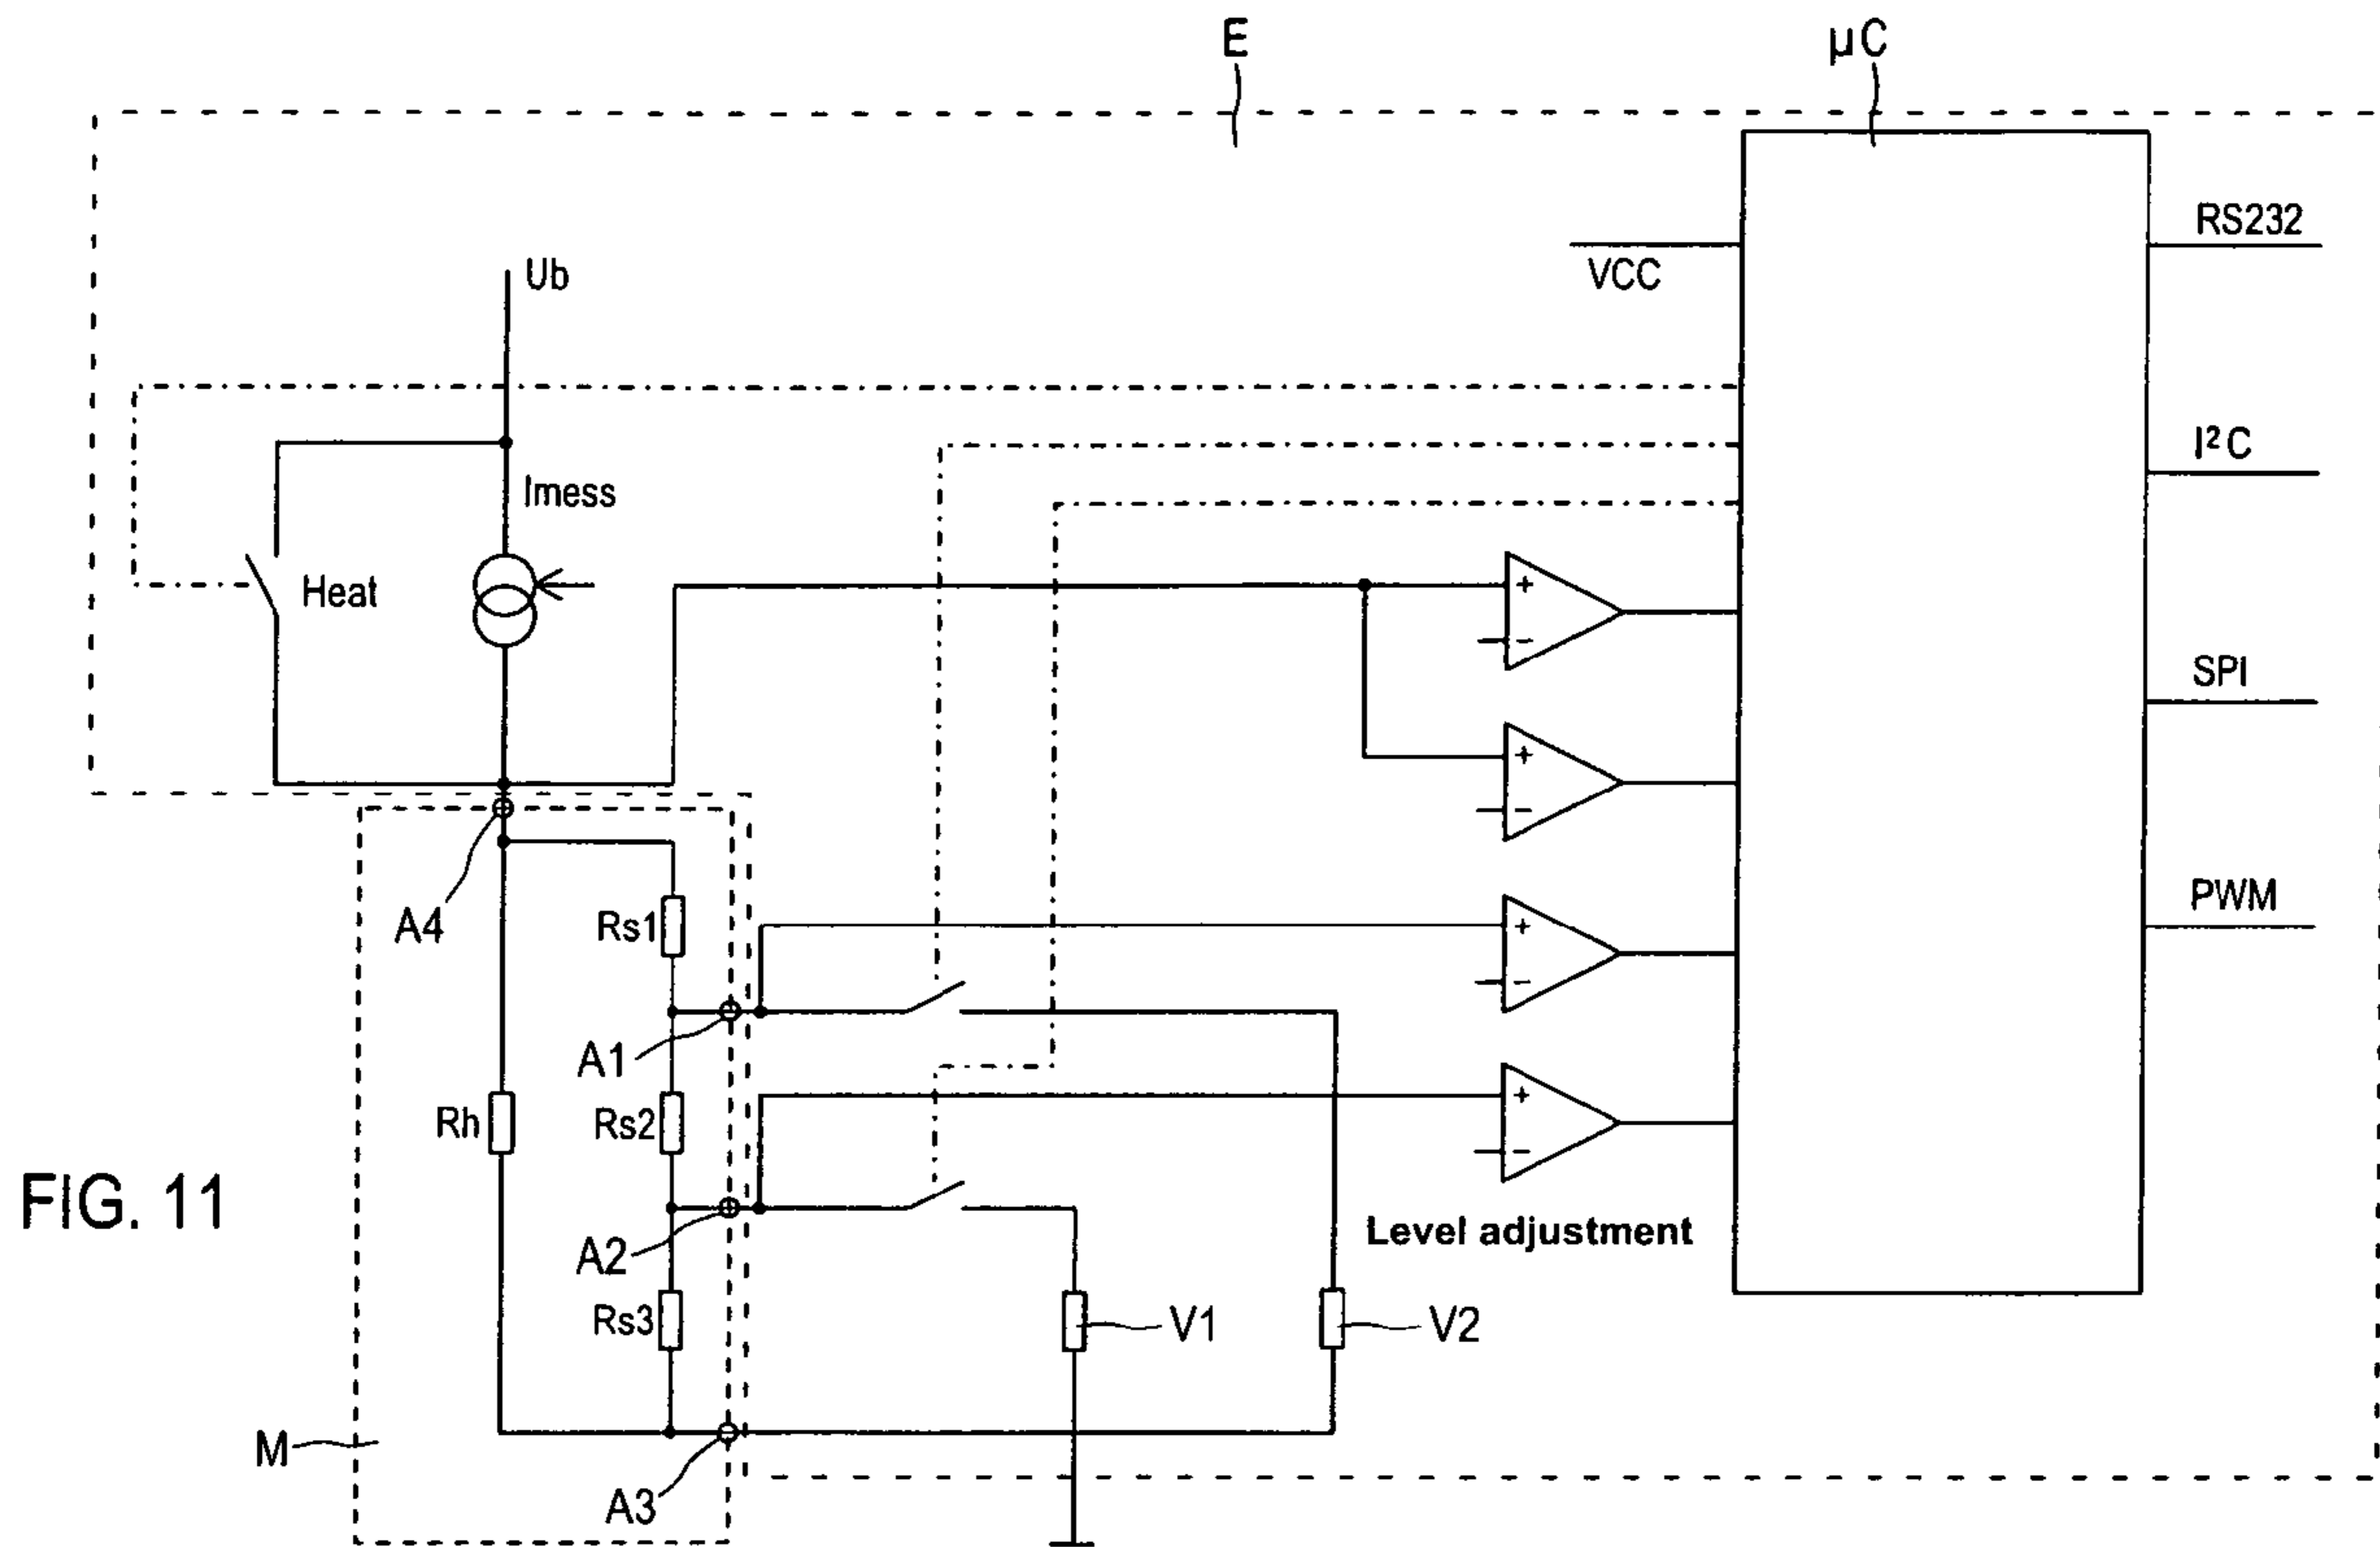 E
µC
RS232
VCC
Ub
I²C
Imess
Heat
+
-
SPI
+
-
PWM
A4
Rs1
+
-
A1
Rh
Rs2
+
-
FIG. 11
A2
Level adjustment
Rs3
V1
V2
M
A3